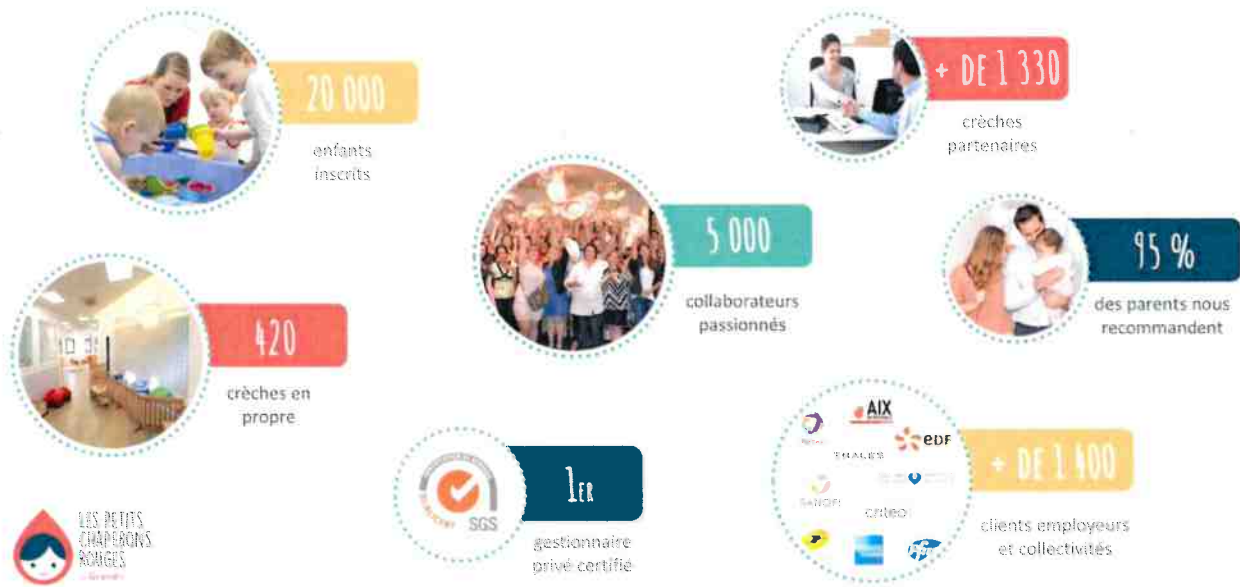 20 000
enfants
inscrits
+ DE 1 330
crèches
partenaires
5 000
collaborateurs
passionnés
95 %
des parents nous
recommandent
420
crèches en
propre
1ER
gestionnaire
privé certifié
SGS
AIX
EDF
THALES
SANOFI
criteo
Pfizer
+ DE 1 400
clients employeurs
et collectivités
LES PETITS
CHAPERONS
ROUGES